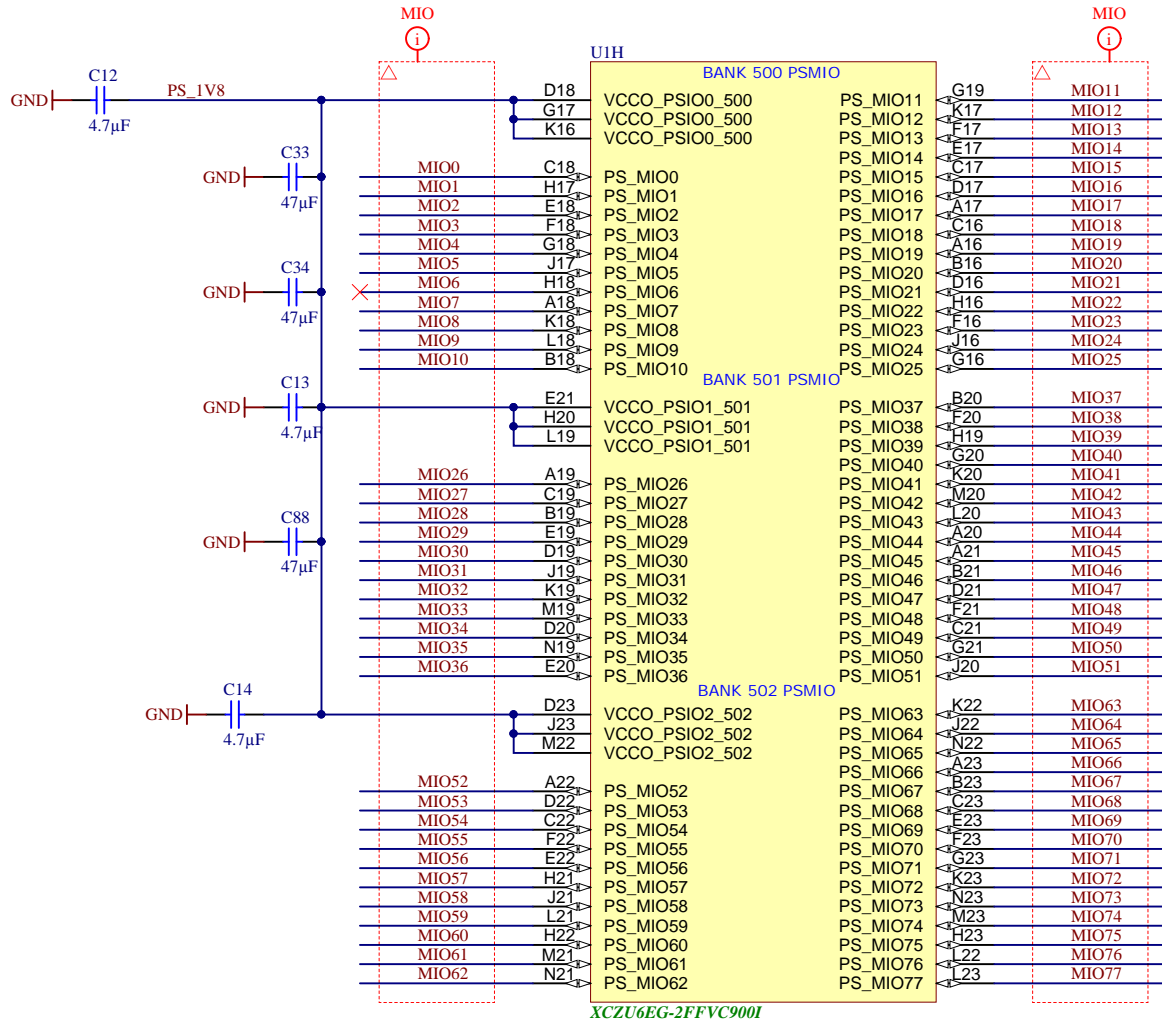 MIO
i
MIO
i
U1H
BANK 500 PSMIO
C12
GND
4.7µF
PS_1V8
D18 VCCO_PSIO0_500 PS_MIO11 G19 MIO11
G17 VCCO_PSIO0_500 PS_MIO12 K17 MIO12
K16 VCCO_PSIO0_500 PS_MIO13 F17 MIO13
PS_MIO14 E17 MIO14
C33
GND
47µF
MIO0 C18 PS_MIO0 PS_MIO15 C17 MIO15
MIO1 H17 PS_MIO1 PS_MIO16 D17 MIO16
MIO2 E18 PS_MIO2 PS_MIO17 A17 MIO17
MIO3 F18 PS_MIO3 PS_MIO18 C16 MIO18
MIO4 G18 PS_MIO4 PS_MIO19 A16 MIO19
MIO5 J17 PS_MIO5 PS_MIO20 B16 MIO20
C34
GND
47µF
MIO6 H18 PS_MIO6 PS_MIO21 D16 MIO21
MIO7 A18 PS_MIO7 PS_MIO22 H16 MIO22
MIO8 K18 PS_MIO8 PS_MIO23 F16 MIO23
MIO9 L18 PS_MIO9 PS_MIO24 J16 MIO24
MIO10 B18 PS_MIO10 PS_MIO25 G16 MIO25
BANK 501 PSMIO
C13
GND
4.7µF
E21 VCCO_PSIO1_501 PS_MIO37 B20 MIO37
H20 VCCO_PSIO1_501 PS_MIO38 F20 MIO38
L19 VCCO_PSIO1_501 PS_MIO39 H19 MIO39
PS_MIO40 G20 MIO40
MIO26 A19 PS_MIO26 PS_MIO41 K20 MIO41
MIO27 C19 PS_MIO27 PS_MIO42 M20 MIO42
MIO28 B19 PS_MIO28 PS_MIO43 L20 MIO43
C88
GND
47µF
MIO29 E19 PS_MIO29 PS_MIO44 A20 MIO44
MIO30 D19 PS_MIO30 PS_MIO45 A21 MIO45
MIO31 J19 PS_MIO31 PS_MIO46 B21 MIO46
MIO32 K19 PS_MIO32 PS_MIO47 D21 MIO47
MIO33 M19 PS_MIO33 PS_MIO48 F21 MIO48
MIO34 D20 PS_MIO34 PS_MIO49 C21 MIO49
MIO35 N19 PS_MIO35 PS_MIO50 G21 MIO50
MIO36 E20 PS_MIO36 PS_MIO51 J20 MIO51
BANK 502 PSMIO
C14
GND
4.7µF
D23 VCCO_PSIO2_502 PS_MIO63 K22 MIO63
J23 VCCO_PSIO2_502 PS_MIO64 J22 MIO64
M22 VCCO_PSIO2_502 PS_MIO65 N22 MIO65
PS_MIO66 A23 MIO66
MIO52 A22 PS_MIO52 PS_MIO67 B23 MIO67
MIO53 D22 PS_MIO53 PS_MIO68 C23 MIO68
MIO54 C22 PS_MIO54 PS_MIO69 E23 MIO69
MIO55 F22 PS_MIO55 PS_MIO70 F23 MIO70
MIO56 E22 PS_MIO56 PS_MIO71 G23 MIO71
MIO57 H21 PS_MIO57 PS_MIO72 K23 MIO72
MIO58 J21 PS_MIO58 PS_MIO73 N23 MIO73
MIO59 L21 PS_MIO59 PS_MIO74 M23 MIO74
MIO60 H22 PS_MIO60 PS_MIO75 H23 MIO75
MIO61 M21 PS_MIO61 PS_MIO76 L22 MIO76
MIO62 N21 PS_MIO62 PS_MIO77 L23 MIO77
XCZU6EG-2FFVC900I